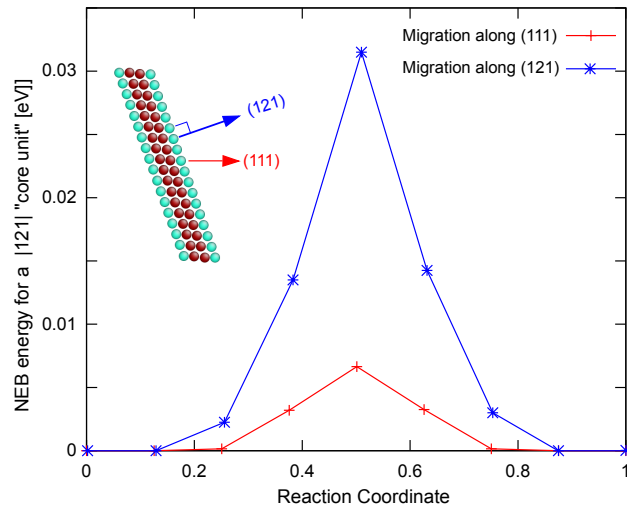 Migration along (111)
Migration along (121)
0.03
0.02
0.01
0
NEB energy for a |121| "core unit" [eV]]
(121)
(111)
0 0.2 0.4 0.6 0.8 1
Reaction Coordinate